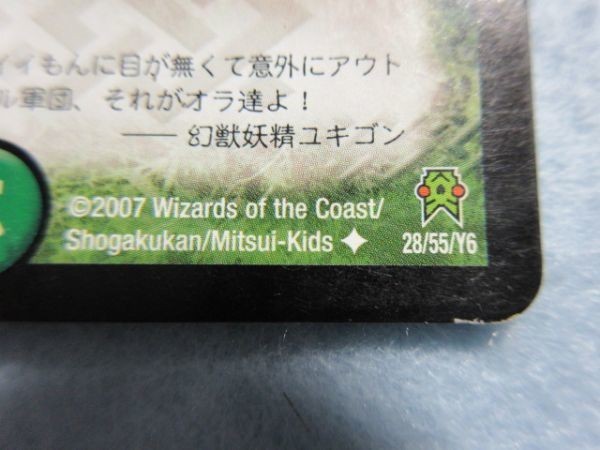 イイもんに目が無くて意外にアウト
ル軍団、それがオラ達よ！
── 幻獣妖精ユキゴン
©2007 Wizards of the Coast/
Shogakukan/Mitsui-Kids ✦ 28/55/Y6